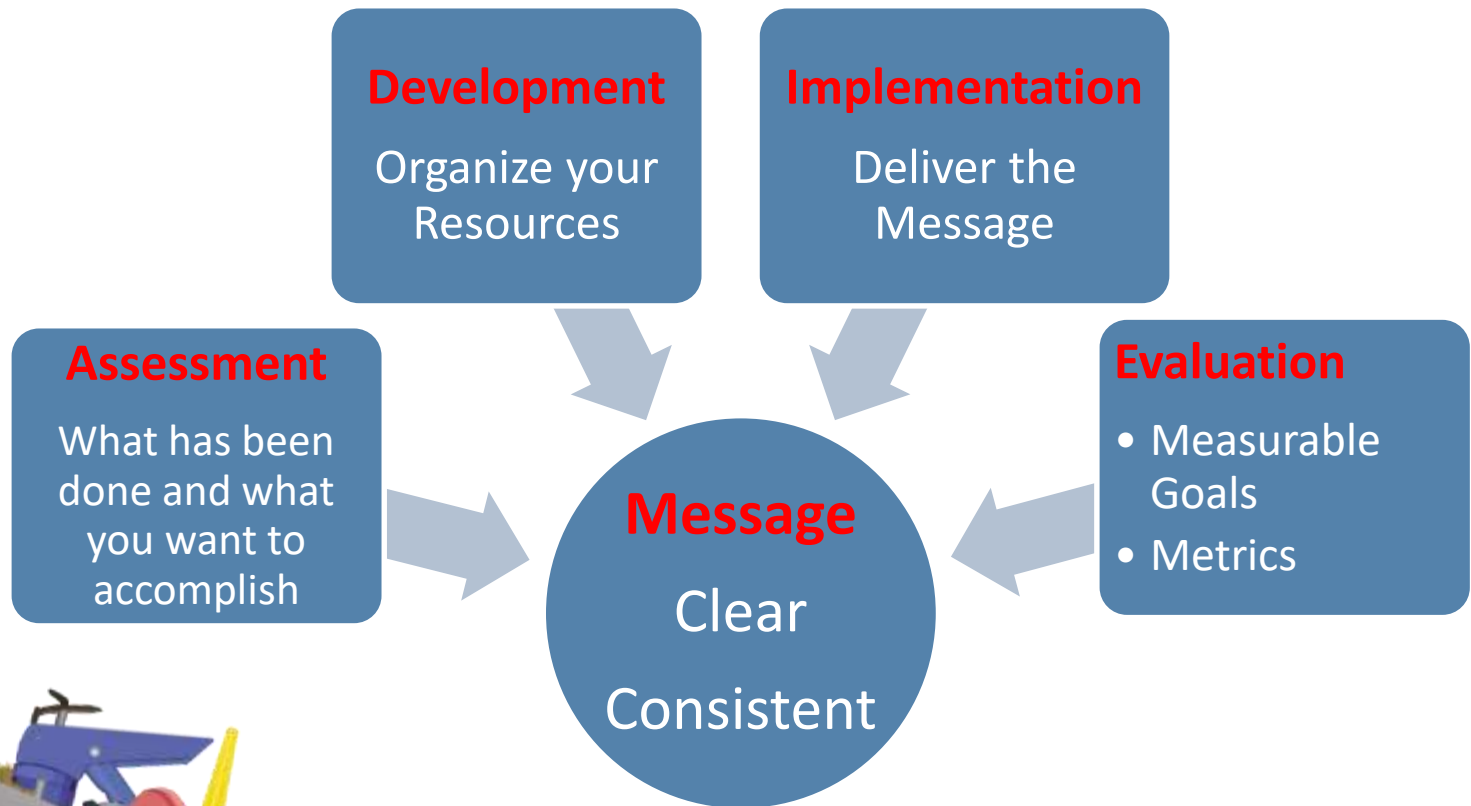 Development
Organize your
Resources
Implementation
Deliver the
Message
Assessment
What has been
done and what
you want to
accomplish
Evaluation
• Measurable
Goals
• Metrics
Message
Clear
Consistent